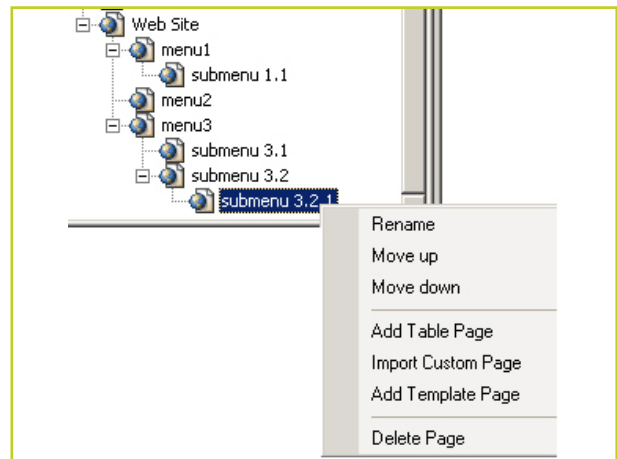 Web Site
menu1
submenu 1.1
menu2
menu3
submenu 3.1
submenu 3.2
submenu 3.2.1
Rename
Move up
Move down
Add Table Page
Import Custom Page
Add Template Page
Delete Page